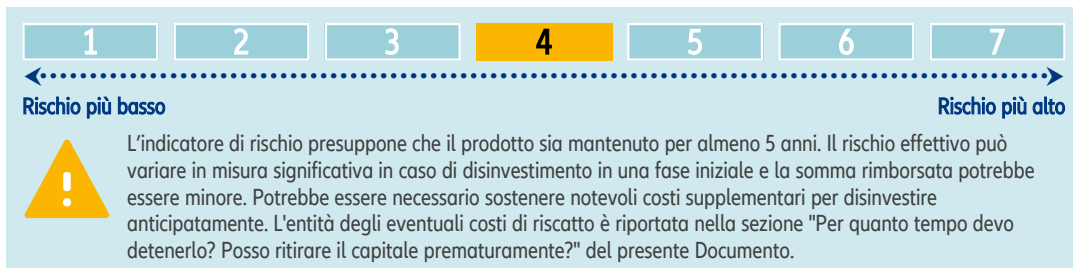 1 2 3 4 5 6 7
Rischio più basso Rischio più alto
L'indicatore di rischio presuppone che il prodotto sia mantenuto per almeno 5 anni. Il rischio effettivo può
variare in misura significativa in caso di disinvestimento in una fase iniziale e la somma rimborsata potrebbe
essere minore. Potrebbe essere necessario sostenere notevoli costi supplementari per disinvestire
anticipatamente. L'entità degli eventuali costi di riscatto è riportata nella sezione "Per quanto tempo devo
detenerlo? Posso ritirare il capitale prematuramente?" del presente Documento.